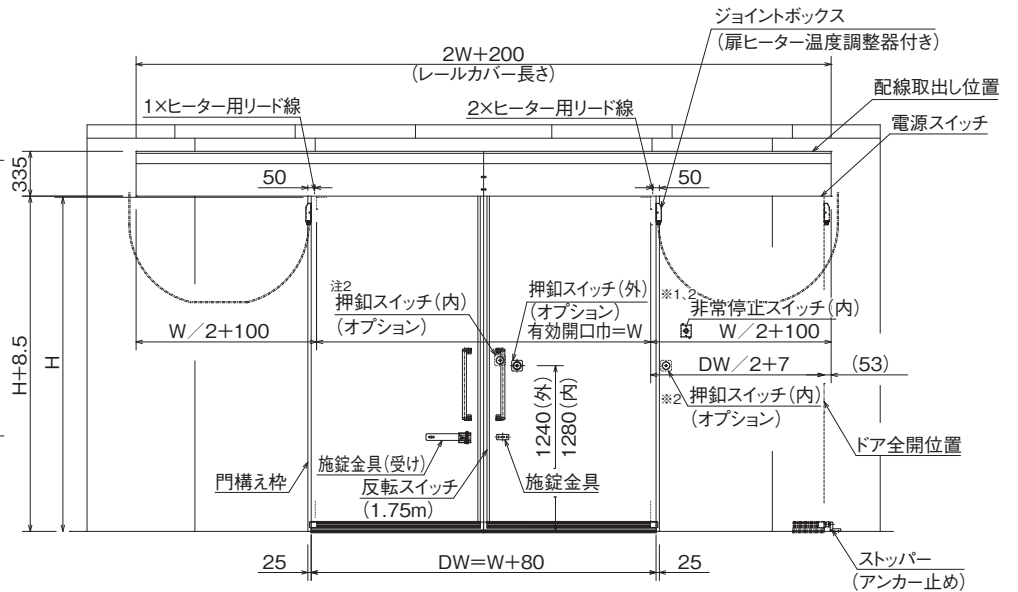 ジョイントボックス
(扉ヒーター温度調整器付き)
2W+200
(レールカバー長さ)
配線取出し位置
1×ヒーター用リード線
2×ヒーター用リード線
電源スイッチ
335
50
50
注2
押釦スイッチ(内)
(オプション)
押釦スイッチ(外)
(オプション)
有効開口巾=W
※1、2
非常停止スイッチ(内)
W/2+100
W/2+100
H+8.5
H
DW/2+7
(53)
1240(外)
1280(内)
※2
押釦スイッチ(内)
(オプション)
ドア全開位置
施錠金具(受け)
門構え枠
反転スイッチ
(1.75m)
施錠金具
ストッパー
(アンカー止め)
25
DW=W+80
25